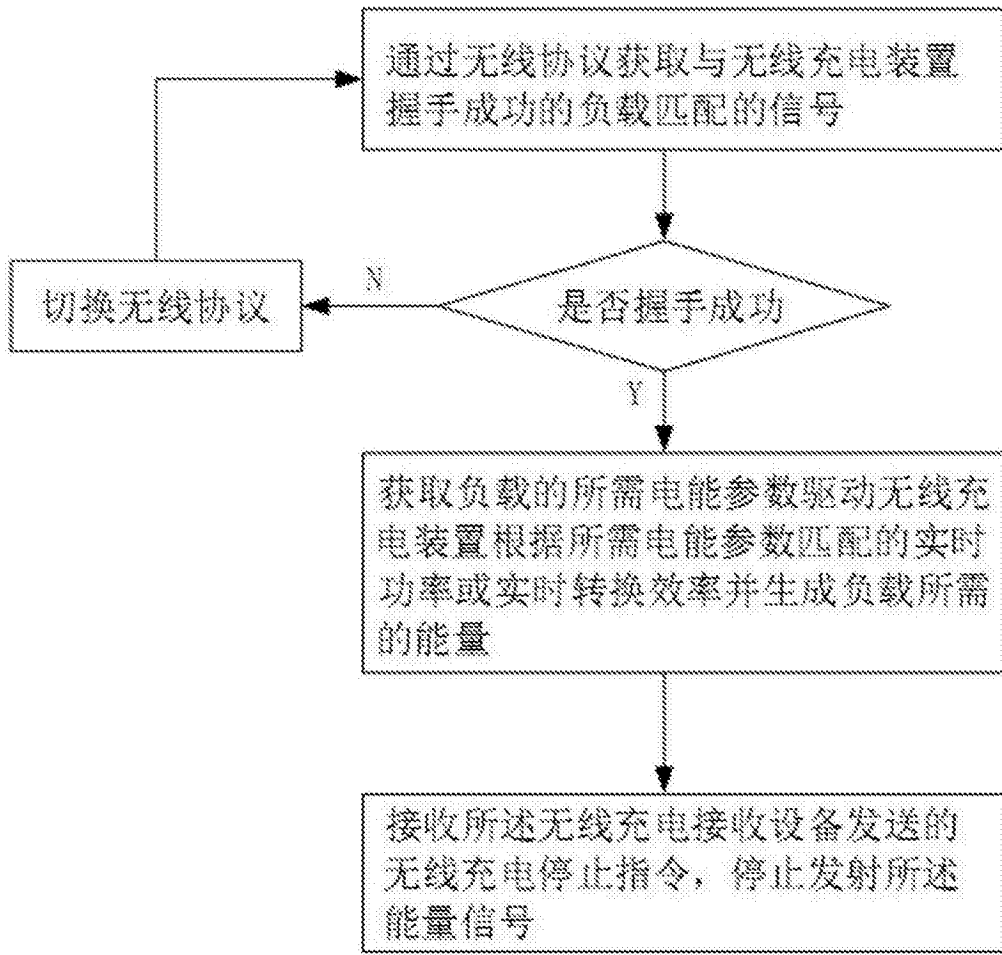 通过无线协议获取与无线充电装置
握手成功的负载匹配的信号
切换无线协议
N
是否握手成功
Y
获取负载的所需电能参数驱动无线充
电装置根据所需电能参数匹配的实时
功率或实时转换效率并生成负载所需
的能量
接收所述无线充电接收设备发送的
无线充电停止指令，停止发射所述
能量信号